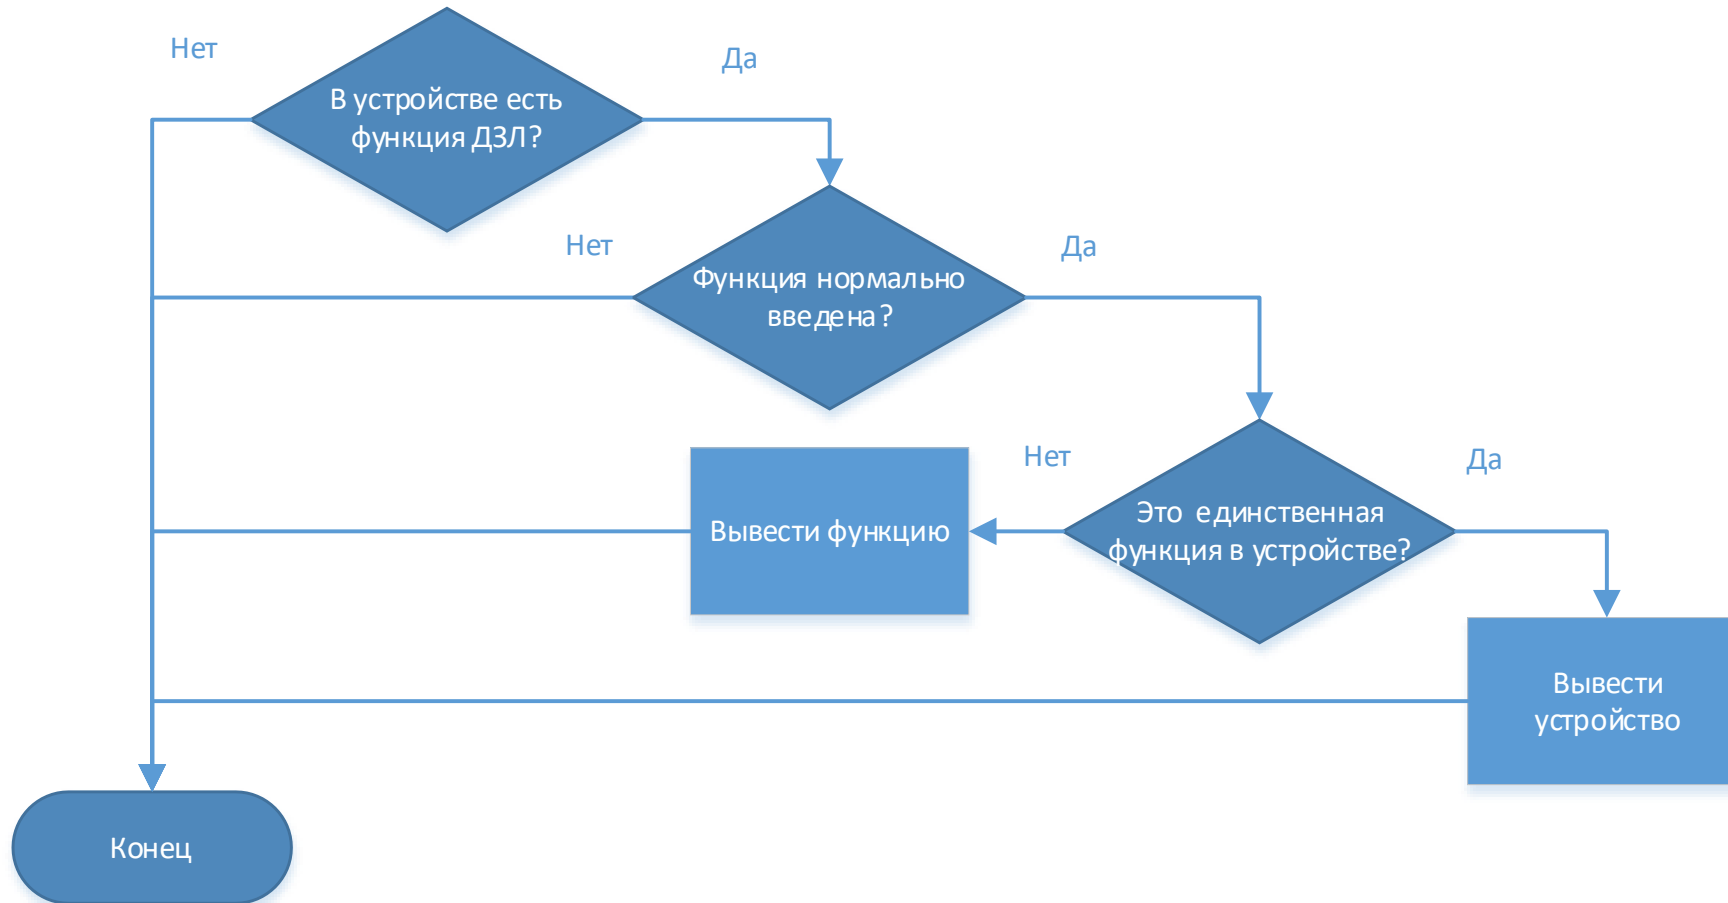 Нет
Да
В устройстве есть
функция ДЗЛ?
Нет
Да
Функция нормально
введена?
Нет
Да
Вывести функцию
Это единственная
функция в устройстве?
Вывести
устройство
Конец